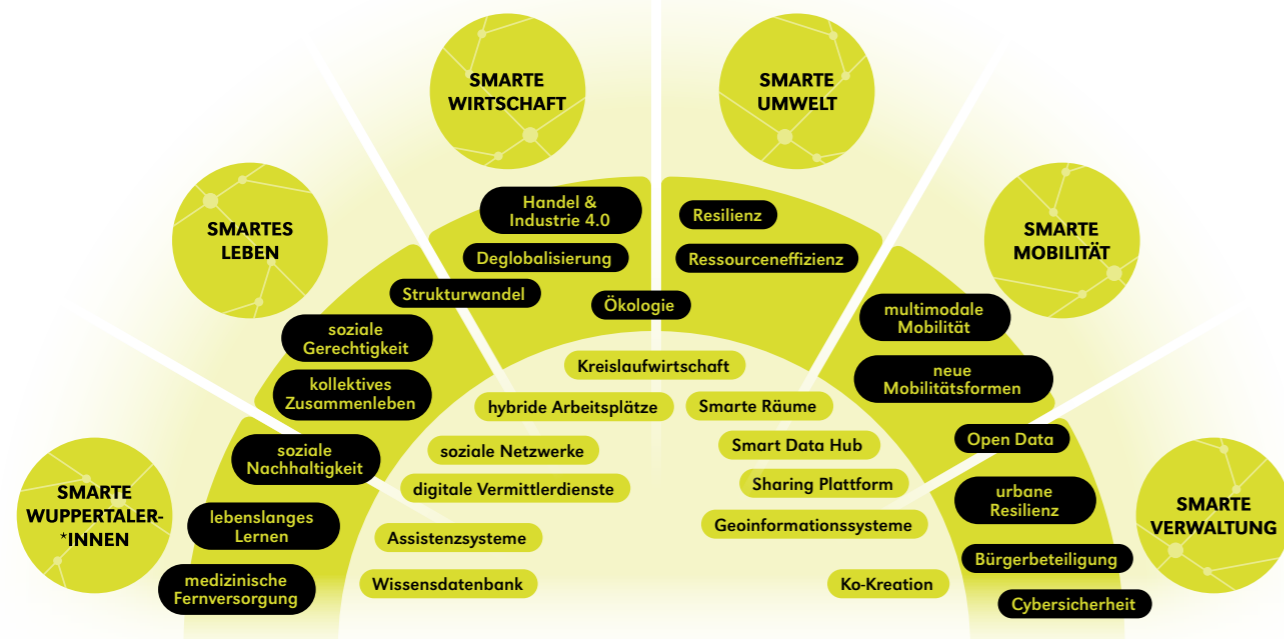 SMARTE
WIRTSCHAFT
SMARTE
UMWELT
SMARTES
LEBEN
SMARTE
MOBILITÄT
SMARTE
WUPPERTALER-
*INNEN
SMARTE
VERWALTUNG
Handel &
Industrie 4.0
Deglobalisierung
Strukturwandel
Ökologie
Resilienz
Ressourceneffizienz
soziale
Gerechtigkeit
kollektives
Zusammenleben
multimodale
Mobilität
neue
Mobilitätsformen
soziale
Nachhaltigkeit
lebenslanges
Lernen
medizinische
Fernversorgung
Open Data
urbane
Resilienz
Bürgerbeteiligung
Cybersicherheit
Kreislaufwirtschaft
hybride Arbeitsplätze
Smarte Räume
soziale Netzwerke
Smart Data Hub
digitale Vermittlerdienste
Sharing Plattform
Assistenzsysteme
Geoinformationssysteme
Wissensdatenbank
Ko-Kreation